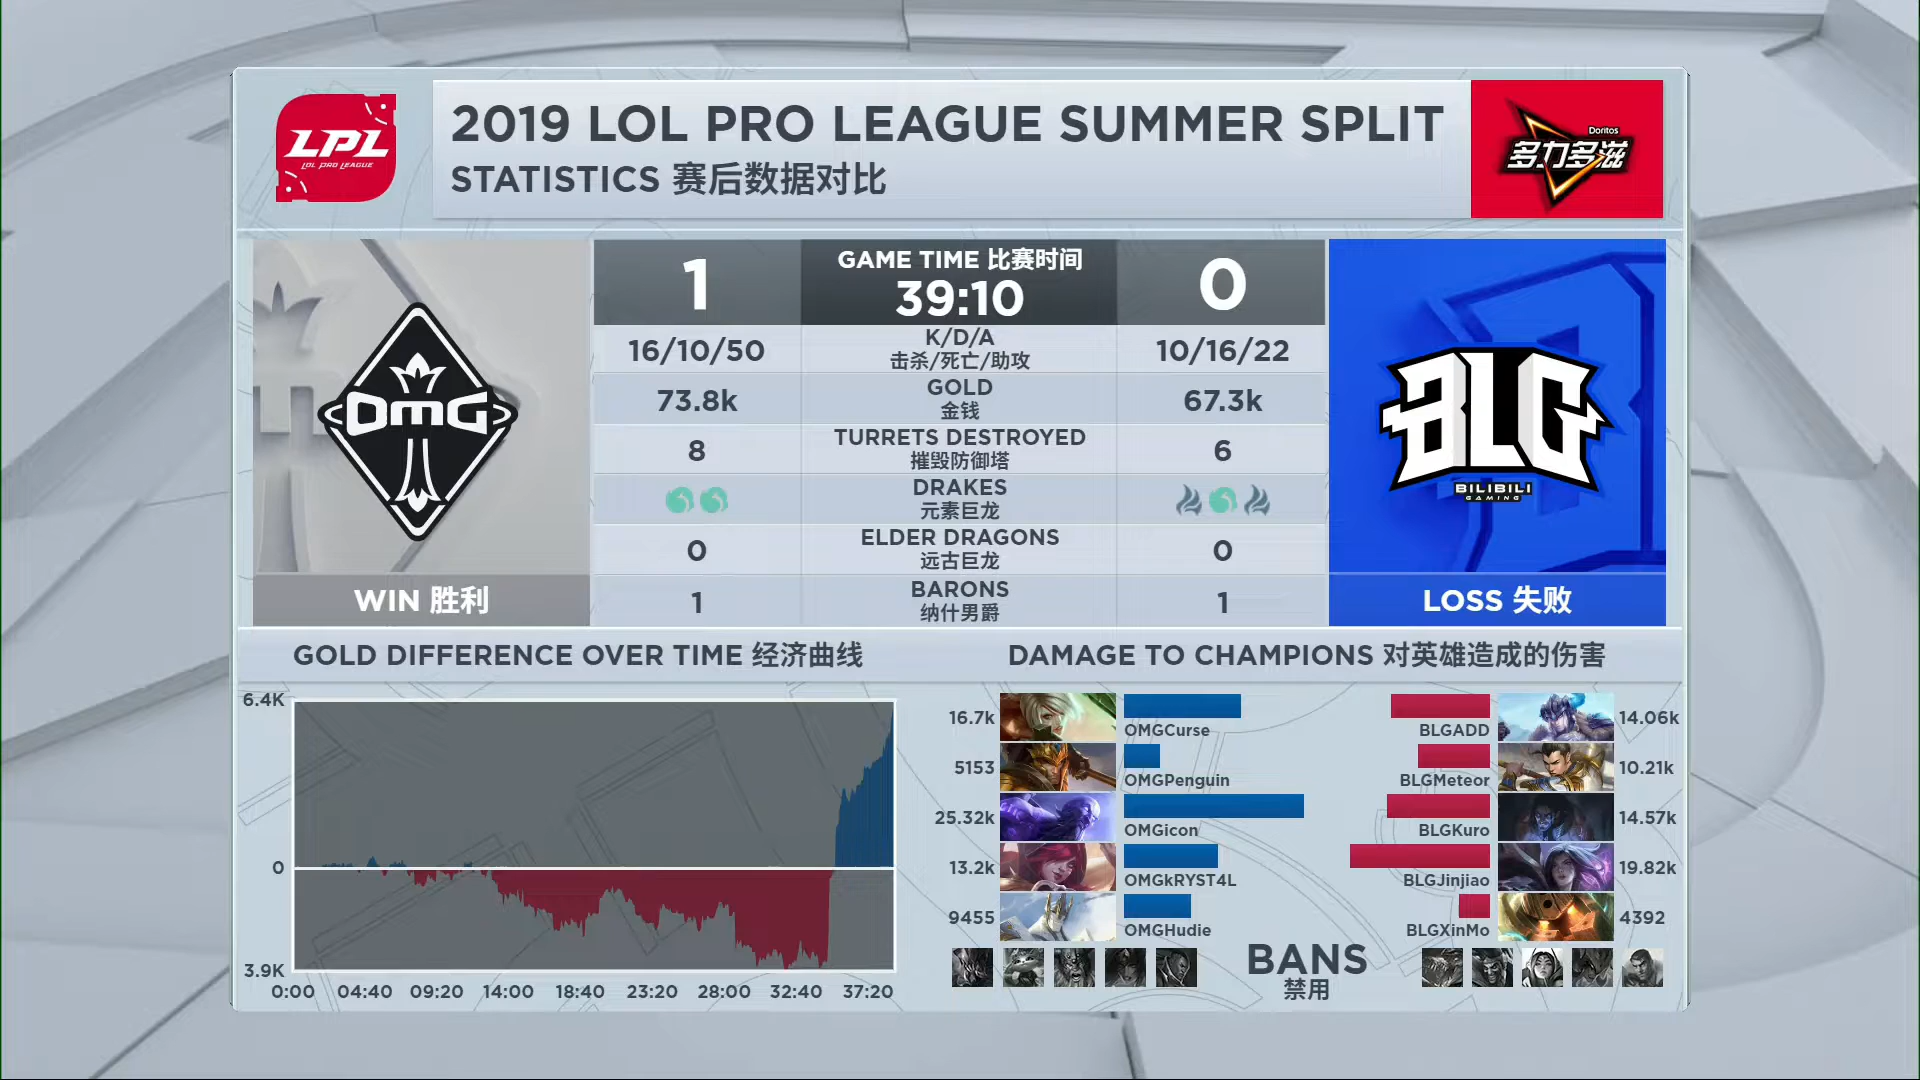 LPL
LOL PRO LEAGUE
2019 LOL PRO LEAGUE SUMMER SPLIT
STATISTICS 赛后数据对比
Doritos
多力多滋
1
GAME TIME 比赛时间
39:10
0
16/10/50
K/D/A
击杀/死亡/助攻
10/16/22
73.8k
GOLD
金钱
67.3k
8
TURRETS DESTROYED
摧毁防御塔
6
DRAKES
元素巨龙
0
ELDER DRAGONS
远古巨龙
0
1
BARONS
纳什男爵
1
OMG
WIN 胜利
BLG
BILIBILI
GAMING
LOSS 失败
GOLD DIFFERENCE OVER TIME 经济曲线
6.4K
0
3.9K
0:00 04:40 09:20 14:00 18:40 23:20 28:00 32:40 37:20
DAMAGE TO CHAMPIONS 对英雄造成的伤害
16.7k
OMGCurse
BLGADD
14.06k
5153
OMGPenguin
BLGMeteor
10.21k
25.32k
OMGicon
BLGKuro
14.57k
13.2k
OMGkRYST4L
BLGJinjiao
19.82k
9455
OMGHudie
BLGXinMo
4392
BANS
禁用